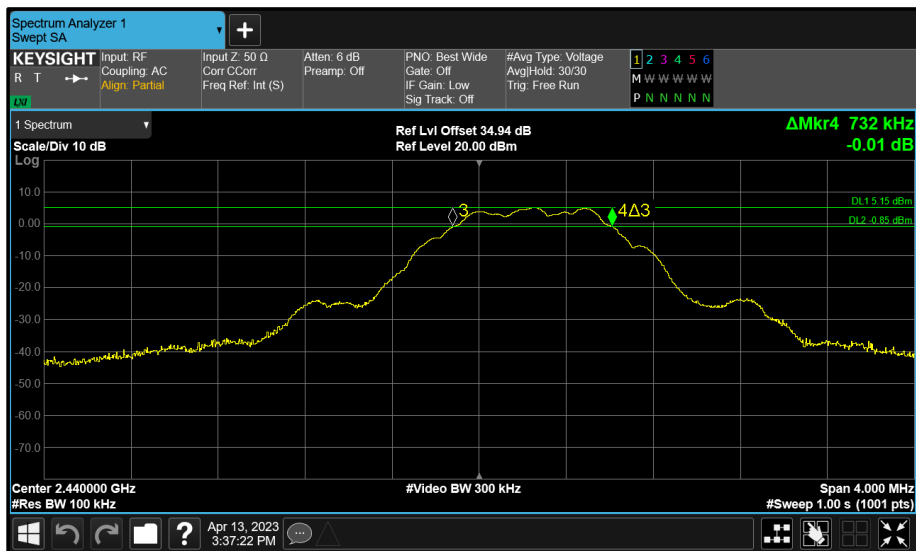 Spectrum Analyzer 1
Swept SA
+
KEYSIGHT
R T
LXI
Input: RF
Coupling: AC
Align: Partial
Input Z: 50 Ω
Corr CCorr
Freq Ref: Int (S)
Atten: 6 dB
Preamp: Off
PNO: Best Wide
Gate: Off
IF Gain: Low
Sig Track: Off
#Avg Type: Voltage
Avg|Hold: 30/30
Trig: Free Run
1 2 3 4 5 6
M W W W W W
P N N N N N
1 Spectrum
Scale/Div 10 dB
Ref Lvl Offset 34.94 dB
Ref Level 20.00 dBm
ΔMkr4 732 kHz
-0.01 dB
Log
10.0
0.00
-10.0
-20.0
-30.0
-40.0
-50.0
-60.0
-70.0
3
4Δ3
DL1 5.15 dBm
DL2 -0.85 dBm
Center 2.440000 GHz
#Res BW 100 kHz
#Video BW 300 kHz
Span 4.000 MHz
#Sweep 1.00 s (1001 pts)
?
Apr 13, 2023
3:37:22 PM